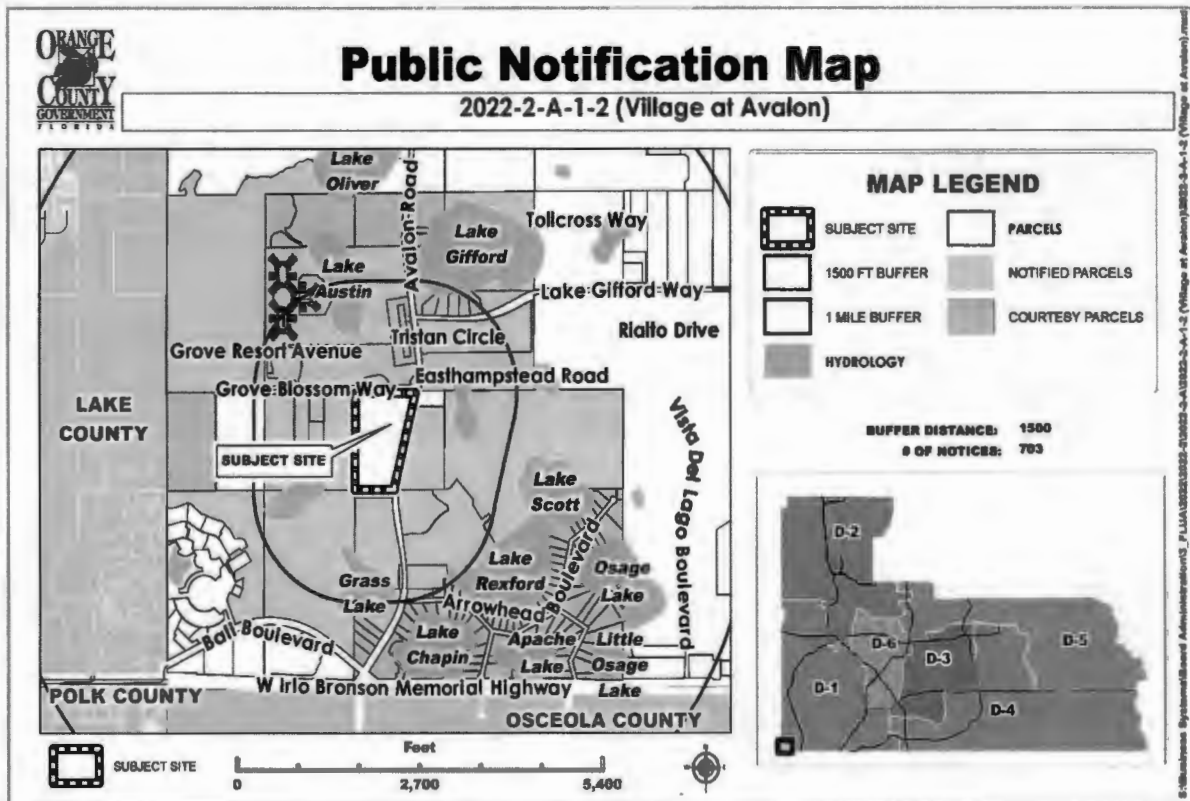 ORANGE
COUNTY
GOVERNMENT
FLORIDA
Public Notification Map
2022-2-A-1-2 (Village at Avalon)
Lake
Oliver
Avalon Road
Tollcross Way
Lake
Gifford
Lake
Austin
Lake Gifford Way
Rialto Drive
Tristan Circle
Grove Resort Avenue
Easthampstead Road
Grove Blossom Way
LAKE
COUNTY
SUBJECT SITE
Vista Del Lago Boulevard
Lake
Scott
Boulevard
Lake
Rexford
Osage
Lake
Grass
Lake
Arrowhead
Ball Boulevard
Lake
Chapin
Apache
Lake
Little
Osage
Lake
POLK COUNTY
W Irlo Bronson Memorial Highway
OSCEOLA COUNTY
MAP LEGEND
SUBJECT SITE
PARCELS
1500 FT BUFFER
NOTIFIED PARCELS
1 MILE BUFFER
COURTESY PARCELS
HYDROLOGY
BUFFER DISTANCE: 1500
# OF NOTICES: 703
D-2
D-6
D-3
D-5
D-1
D-4
SUBJECT SITE
Feet
0 2,700 5,400